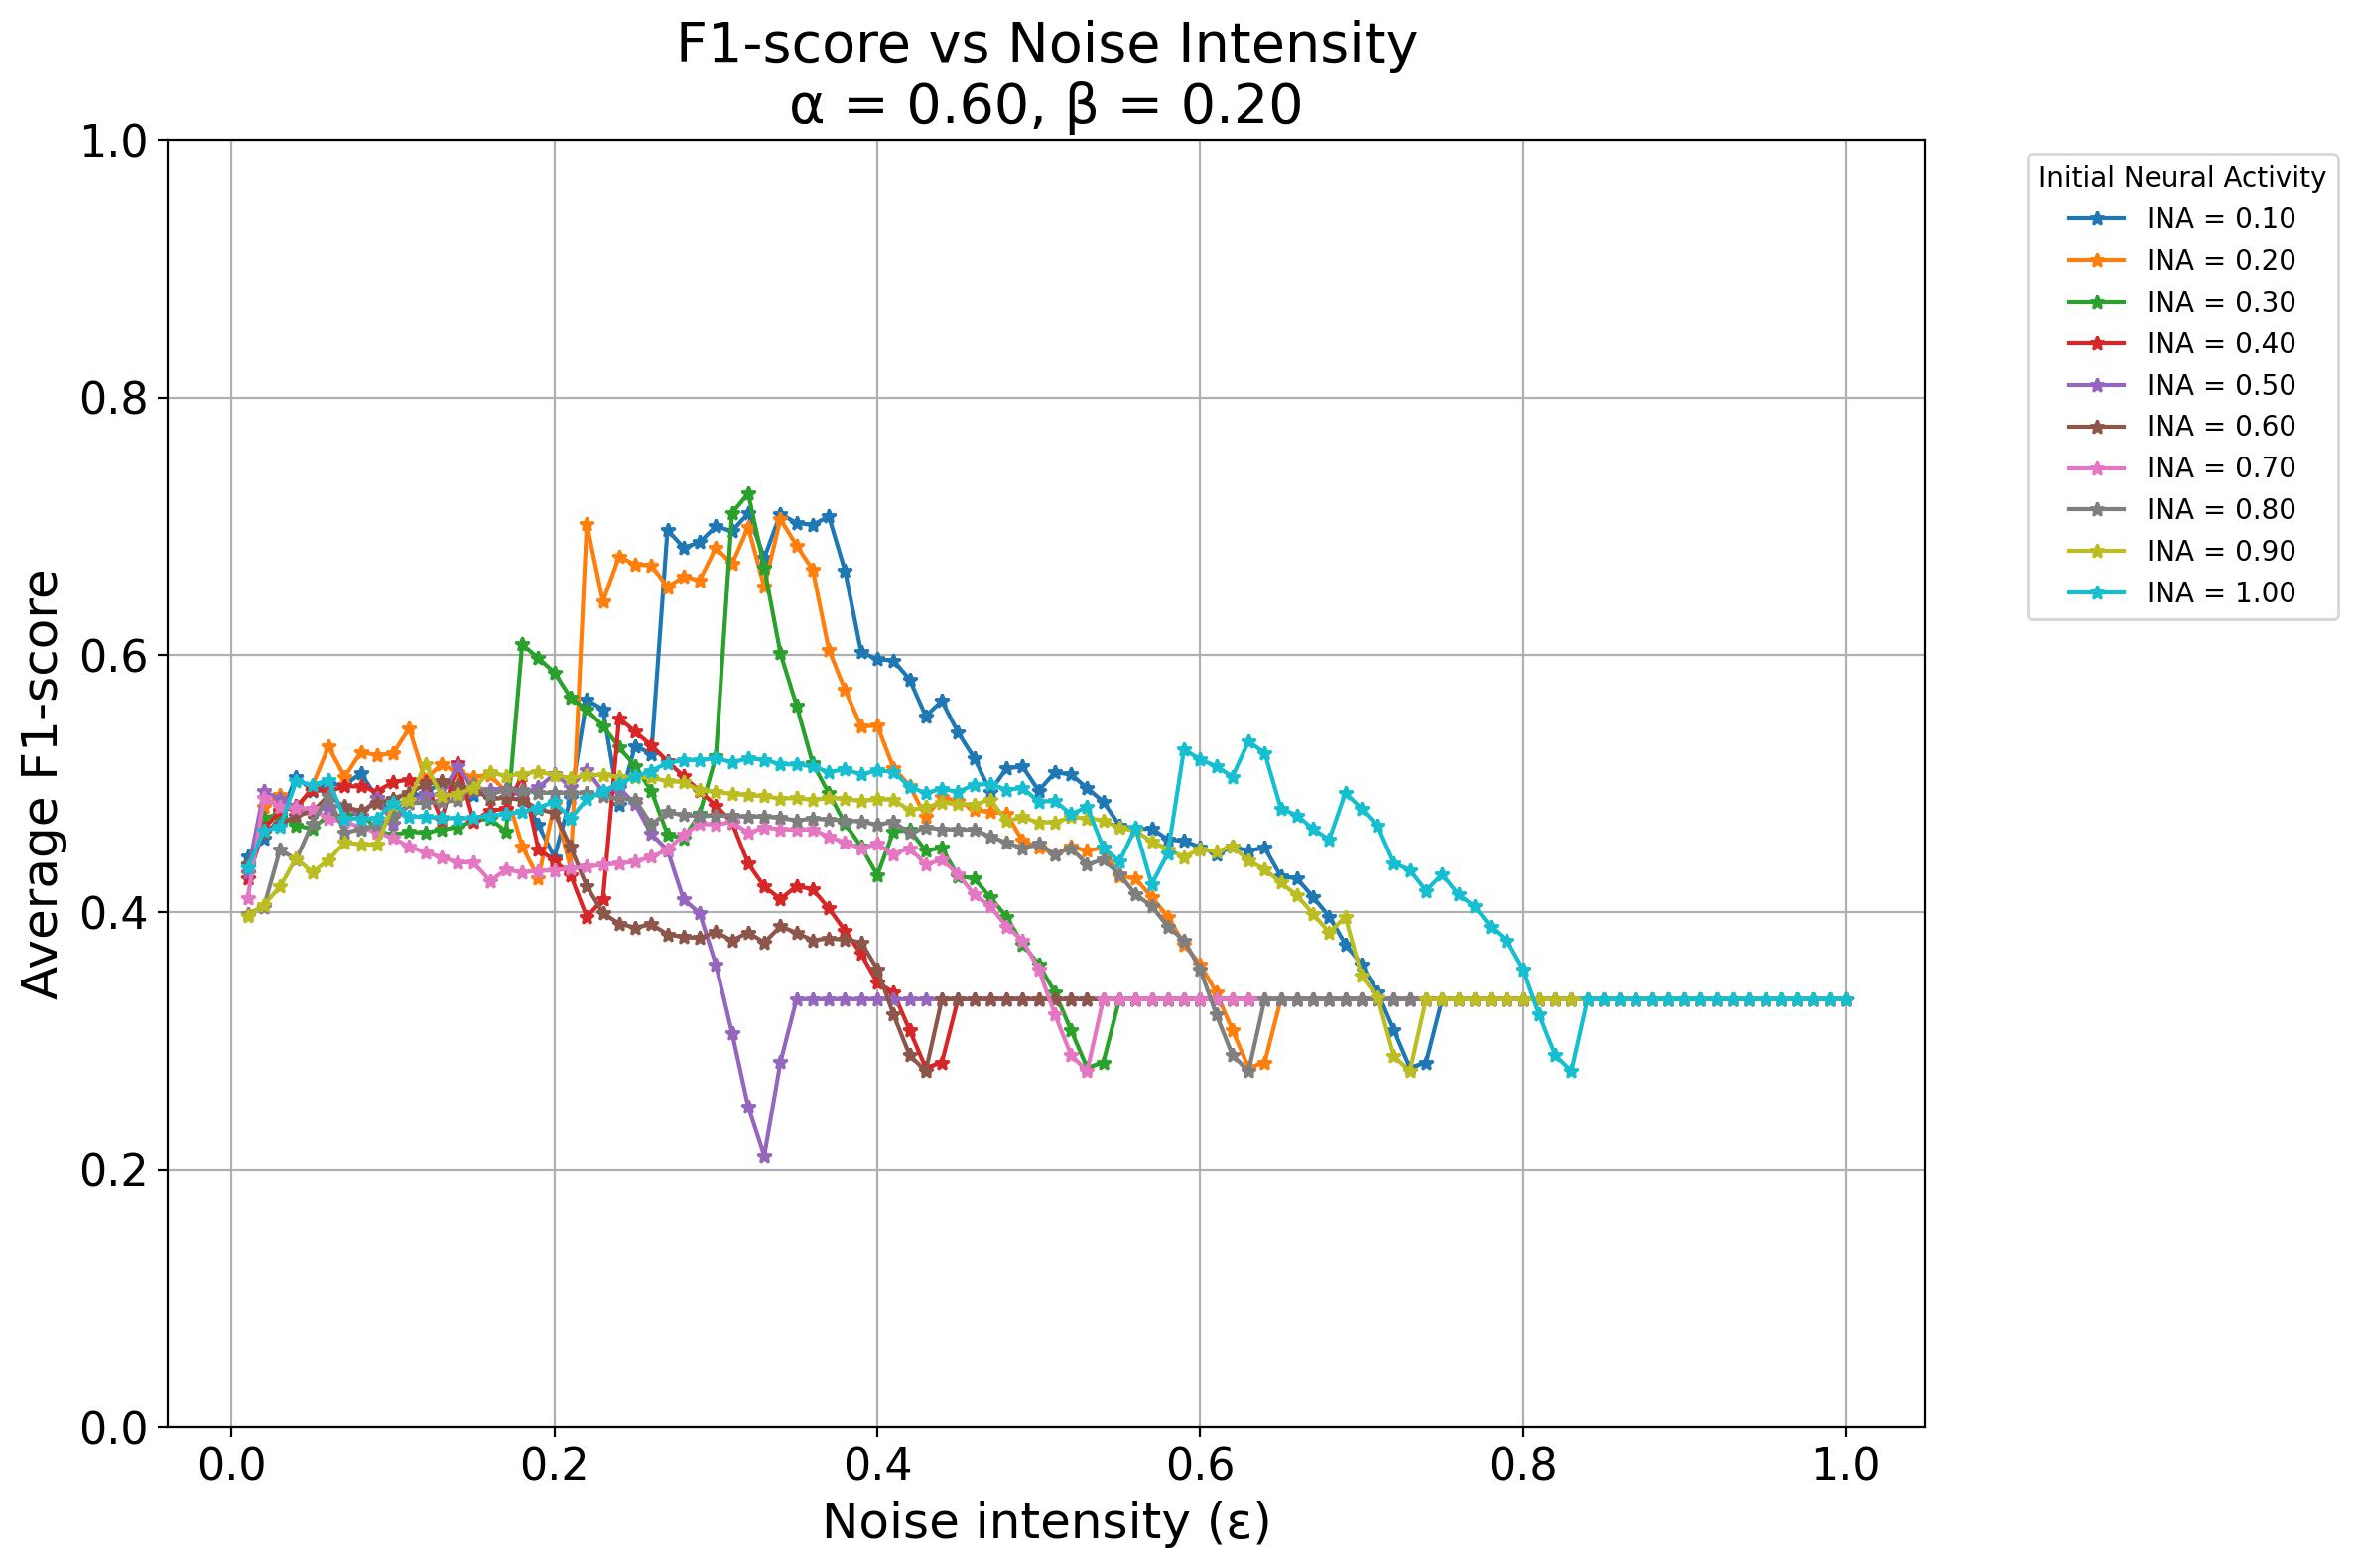 F1-score vs Noise Intensity
α = 0.60, β = 0.20
Average F1-score
1.0
0.8
0.6
0.4
0.2
0.0
0.0 0.2 0.4 0.6 0.8 1.0
Noise intensity (ε)
Initial Neural Activity
INA = 0.10
INA = 0.20
INA = 0.30
INA = 0.40
INA = 0.50
INA = 0.60
INA = 0.70
INA = 0.80
INA = 0.90
INA = 1.00